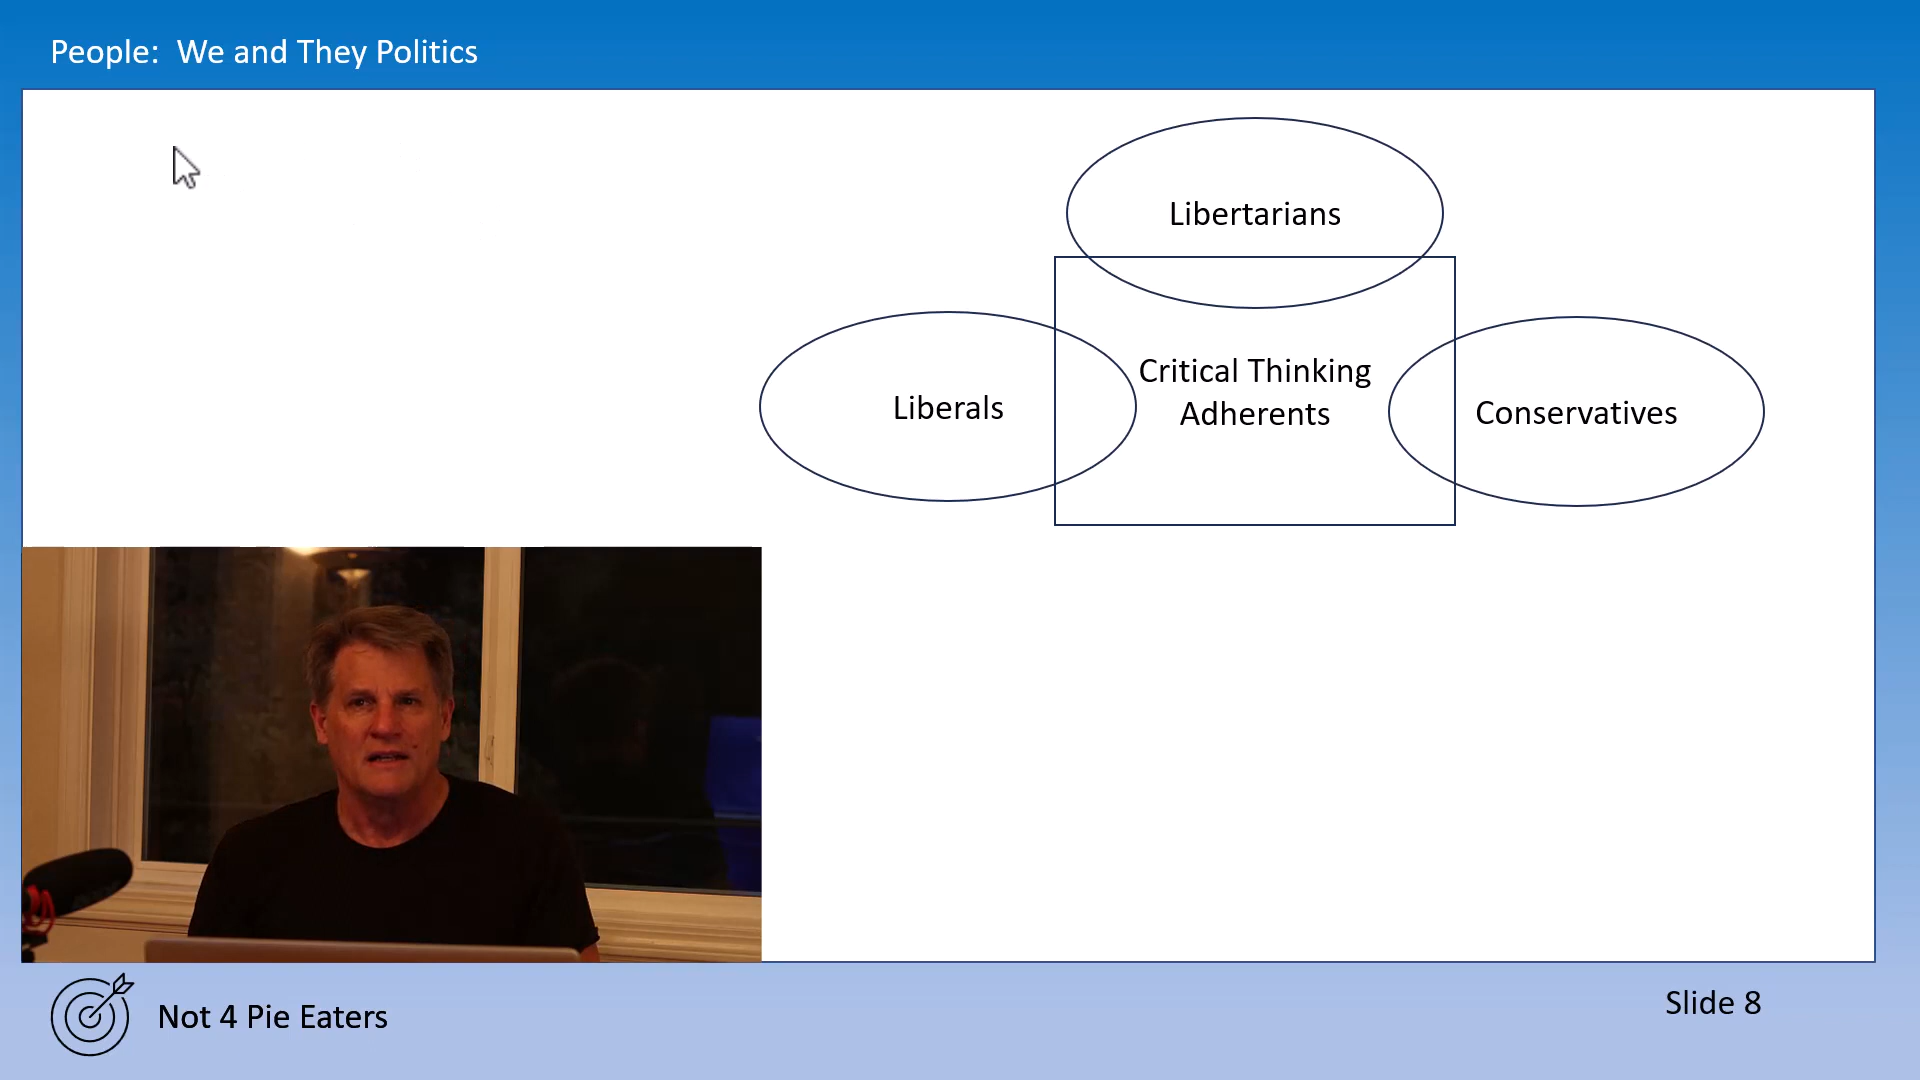 People:  We and They Politics
Libertarians
Critical Thinking
Adherents
Liberals
Conservatives
Not 4 Pie Eaters
Slide 8